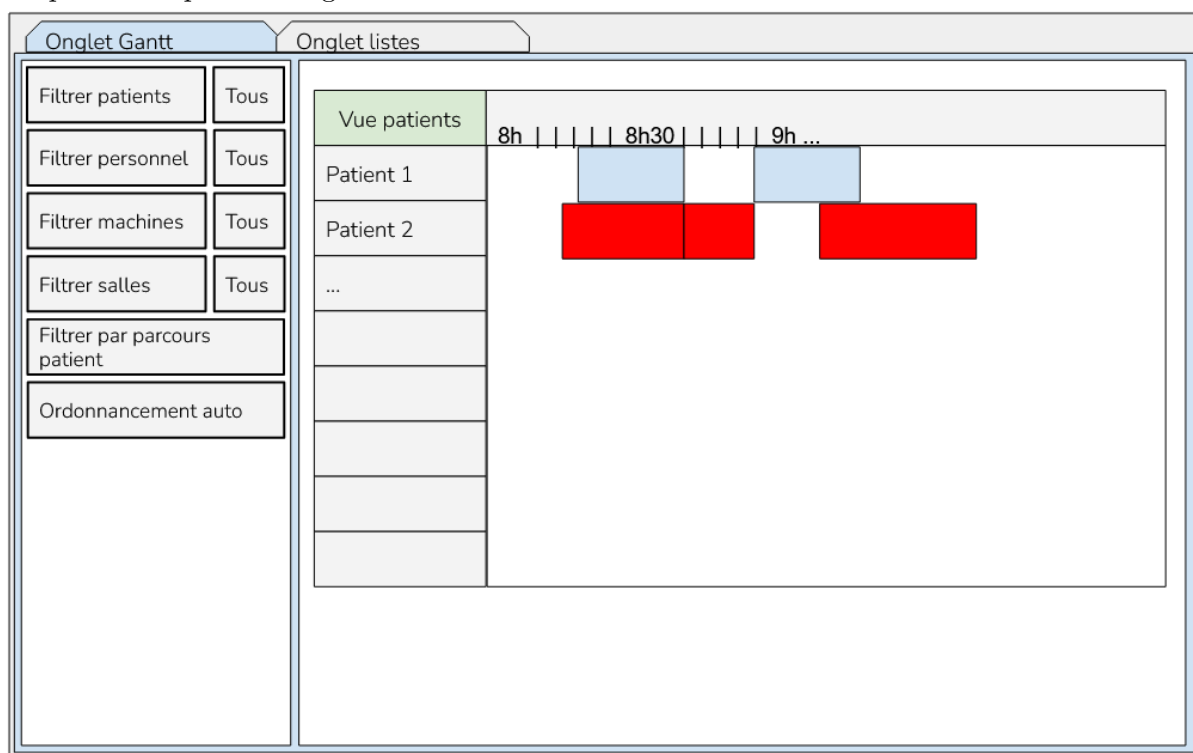 Onglet Gantt
Onglet listes
Filtrer patients
Tous
Filtrer personnel
Tous
Filtrer machines
Tous
Filtrer salles
Tous
Filtrer par parcours
patient
Ordonnancement auto
Vue patients
8h | | | | | 8h30 | | | | | 9h ...
Patient 1
Patient 2
...